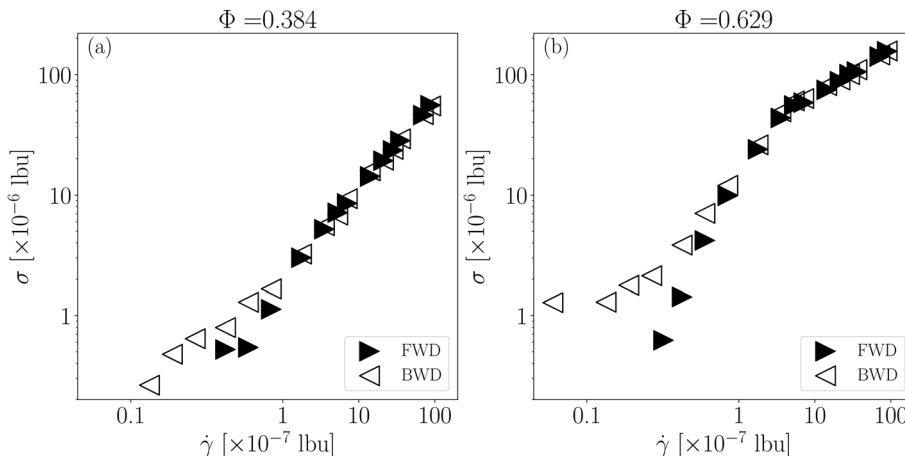 Φ =0.384
(a)
100
10
1
σ [×10⁻⁶ lbu]
FWD
BWD
0.1 1 10 100
γ̇ [×10⁻⁷ lbu]
Φ =0.629
(b)
100
10
1
σ [×10⁻⁶ lbu]
FWD
BWD
0.1 1 10 100
γ̇ [×10⁻⁷ lbu]